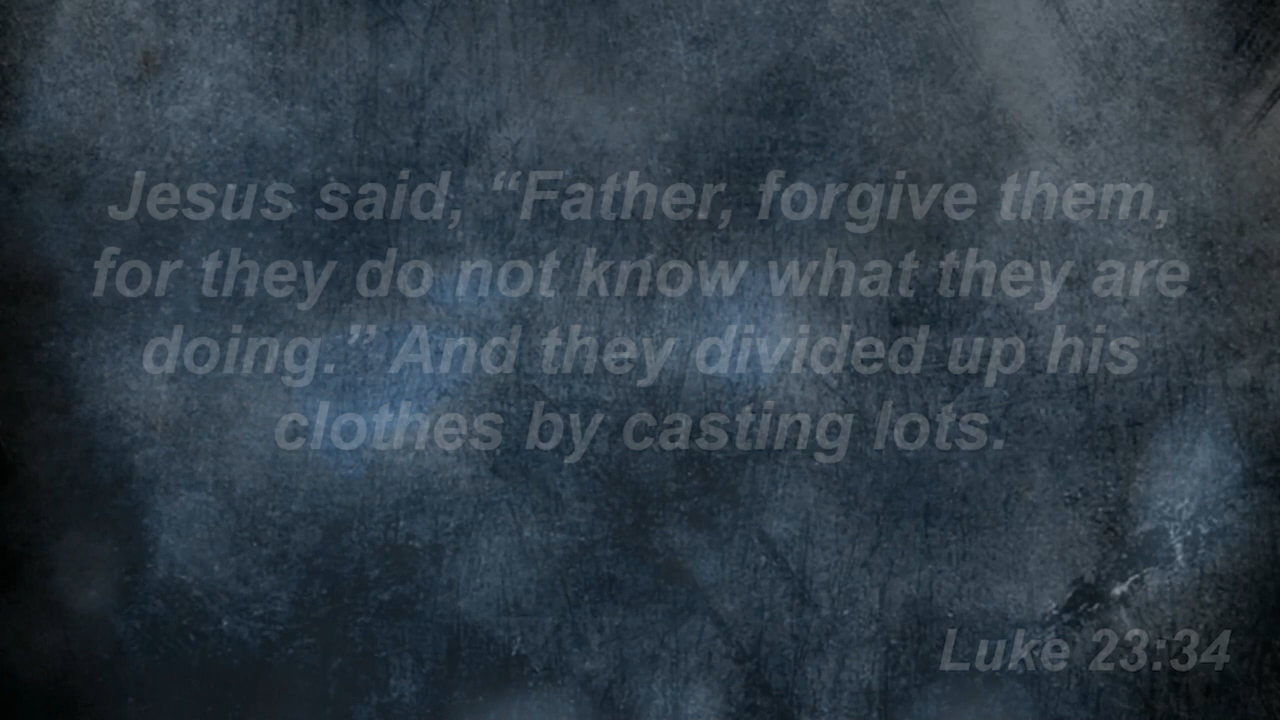 Jesus said, “Father, forgive them,
for they do not know what they are
doing.” And they divided up his
clothes by casting lots.
Luke 23:34